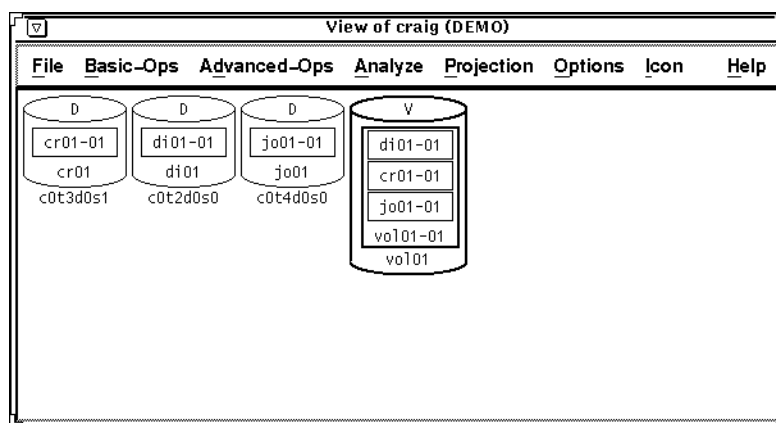 View of craig (DEMO)
File Basic-Ops Advanced-Ops Analyze Projection Options Icon Help
D D D V
cr01-01 di01-01 jo01-01 di01-01
cr01 di01 jo01 cr01-01
c0t3d0s1 c0t2d0s0 c0t4d0s0 jo01-01
vol01-01
vol01